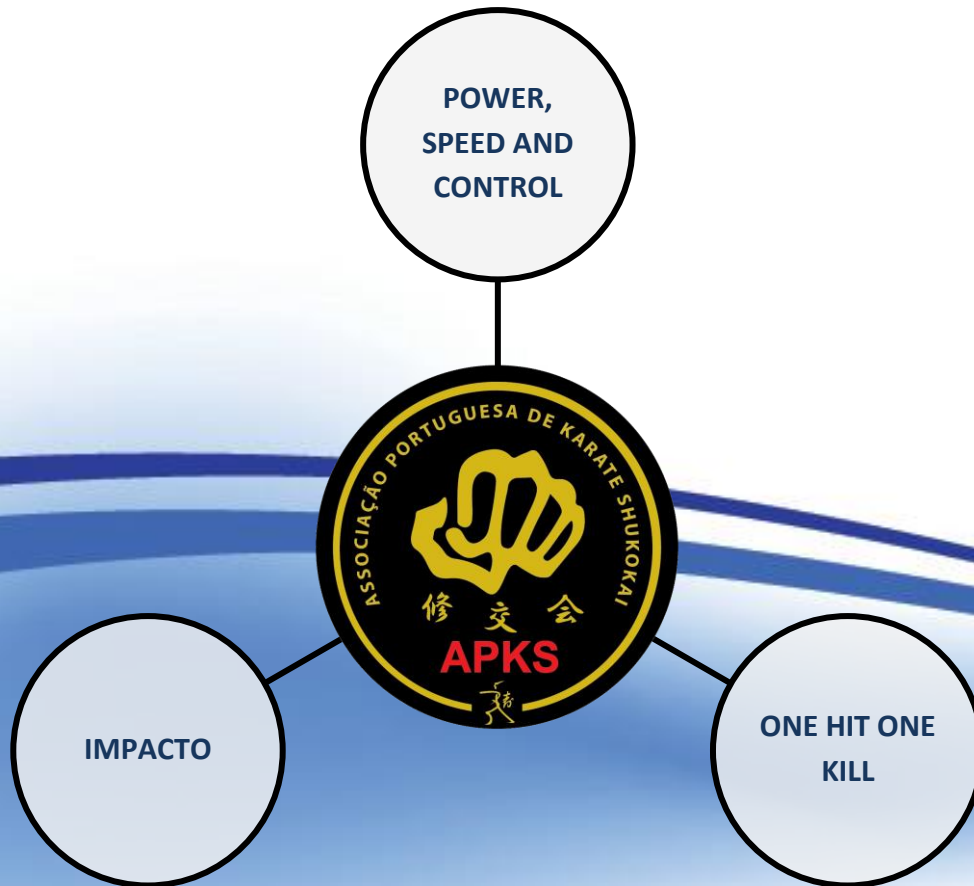 POWER,
SPEED AND
CONTROL
ASSOCIAÇÃO PORTUGUESA DE KARATE SHUKOKAI
修交会
APKS
IMPACTO
ONE HIT ONE
KILL